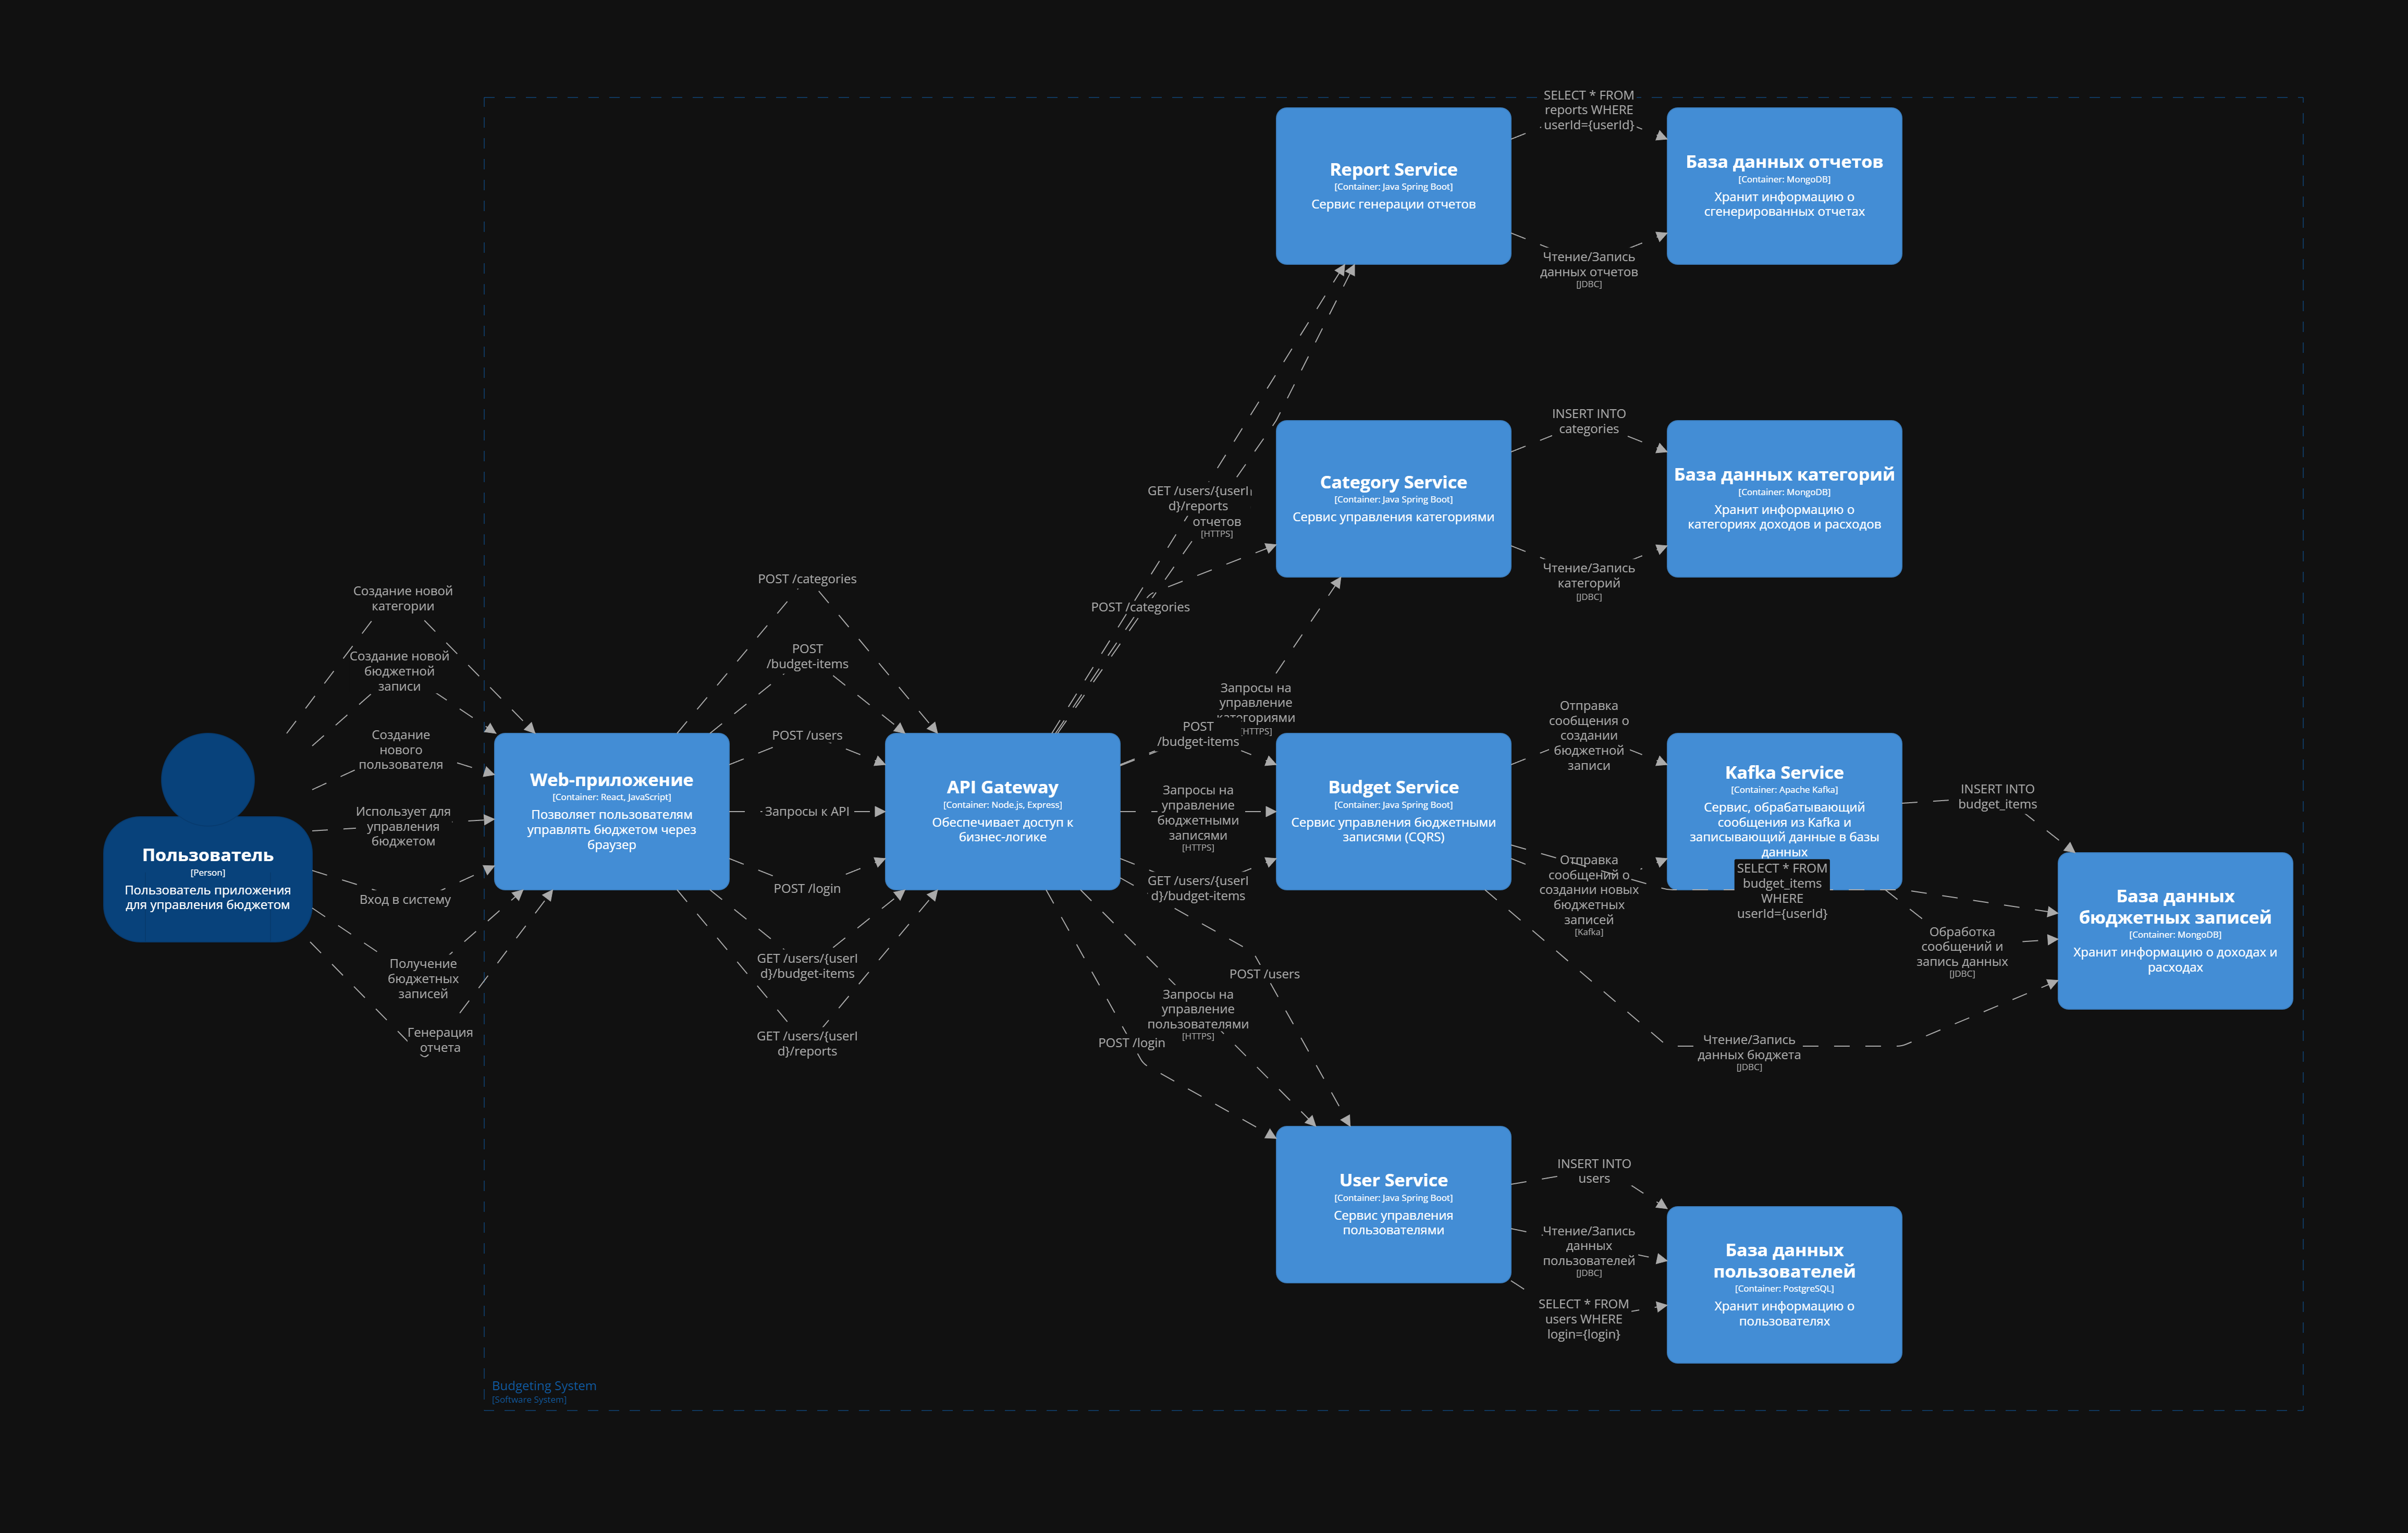 SELECT * FROM
reports WHERE
userId={userId}
Report Service
[Container: Java Spring Boot]
Сервис генерации отчетов
База данных отчетов
[Container: MongoDB]
Хранит информацию о
сгенерированных отчетах
Чтение/Запись
данных отчетов
[JDBC]
INSERT INTO
categories
Category Service
[Container: Java Spring Boot]
Сервис управления категориями
База данных категорий
[Container: MongoDB]
Хранит информацию о
категориях доходов и расходов
GET /users/{userI
d}/reports
отчетов
[HTTPS]
Чтение/Запись
категорий
[JDBC]
POST /categories
Создание новой
категории
Создание новой
бюджетной
записи
Создание
нового
пользователя
Использует для
управления
бюджетом
Вход в систему
Получение
бюджетных
записей
Генерация
отчета
Пользователь
[Person]
Пользователь приложения
для управления бюджетом
Web-приложение
[Container: React, JavaScript]
Позволяет пользователям
управлять бюджетом через
браузер
POST /categories
POST
/budget-items
POST /users
Запросы к API
POST /login
GET /users/{userI
d}/budget-items
GET /users/{userI
d}/reports
API Gateway
[Container: Node.js, Express]
Обеспечивает доступ к
бизнес-логике
Запросы на
управление
категориями
[HTTPS]
POST
/budget-items
Запросы на
управление
бюджетными
записями
[HTTPS]
GET /users/{userI
d}/budget-items
POST /users
Запросы на
управление
пользователями
[HTTPS]
POST /login
Budget Service
[Container: Java Spring Boot]
Сервис управления бюджетными
записями (CQRS)
Отправка
сообщения о
создании
бюджетной
записи
Отправка
сообщений о
создании новых
бюджетных
записей
[Kafka]
Kafka Service
[Container: Apache Kafka]
Сервис, обрабатывающий
сообщения из Kafka и
записывающий данные в базы
данных
SELECT * FROM
budget_items
WHERE
userId={userId}
INSERT INTO
budget_items
Обработка
сообщений и
запись данных
[JDBC]
База данных
бюджетных записей
[Container: MongoDB]
Хранит информацию о доходах и
расходах
Чтение/Запись
данных бюджета
[JDBC]
User Service
[Container: Java Spring Boot]
Сервис управления
пользователями
INSERT INTO
users
Чтение/Запись
данных
пользователей
[JDBC]
SELECT * FROM
users WHERE
login={login}
База данных
пользователей
[Container: PostgreSQL]
Хранит информацию о
пользователях
Budgeting System
[Software System]